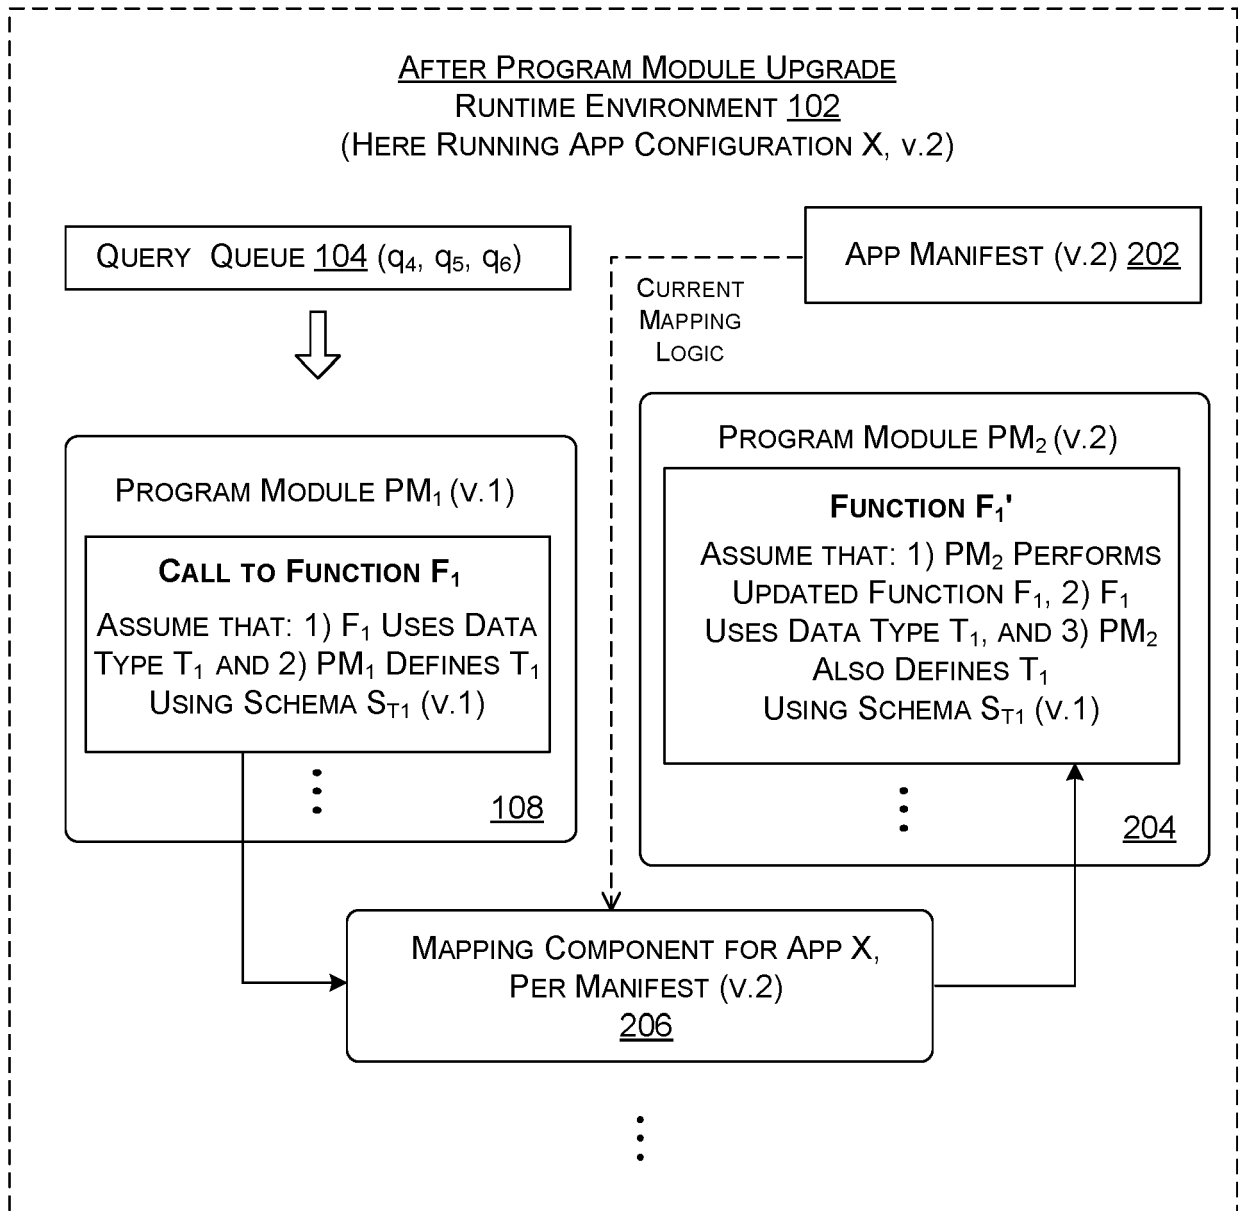 AFTER PROGRAM MODULE UPGRADE
RUNTIME ENVIRONMENT 102
(HERE RUNNING APP CONFIGURATION X, V.2)
QUERY QUEUE 104 (q4, q5, q6)
APP MANIFEST (V.2) 202
CURRENT
MAPPING
LOGIC
PROGRAM MODULE PM1 (V.1)
CALL TO FUNCTION F1
ASSUME THAT: 1) F1 USES DATA
TYPE T1 AND 2) PM1 DEFINES T1
USING SCHEMA ST1 (V.1)
108
PROGRAM MODULE PM2 (V.2)
FUNCTION F1'
ASSUME THAT: 1) PM2 PERFORMS
UPDATED FUNCTION F1, 2) F1
USES DATA TYPE T1, AND 3) PM2
ALSO DEFINES T1
USING SCHEMA ST1 (V.1)
204
MAPPING COMPONENT FOR APP X,
PER MANIFEST (V.2)
206